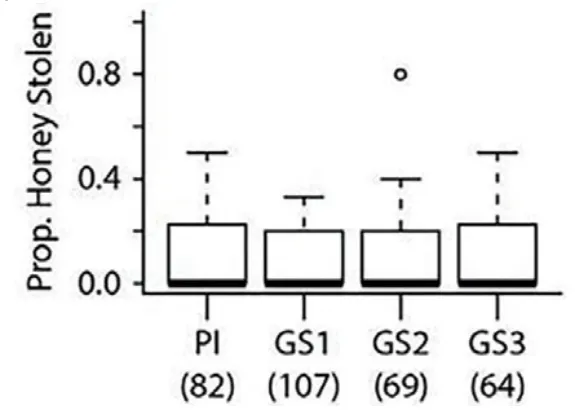 Prop. Honey Stolen
0.8
0.4
0.0
PI GS1 GS2 GS3
(82) (107) (69) (64)